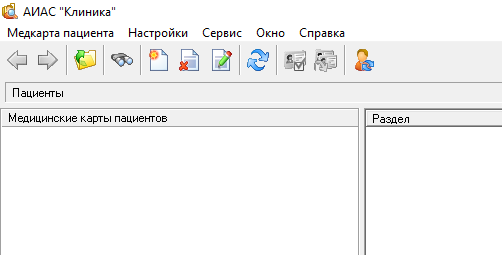 АИАС "Клиника"
Медкарта пациента Настройки Сервис Окно Справка
Пациенты
Медицинские карты пациентов Раздел